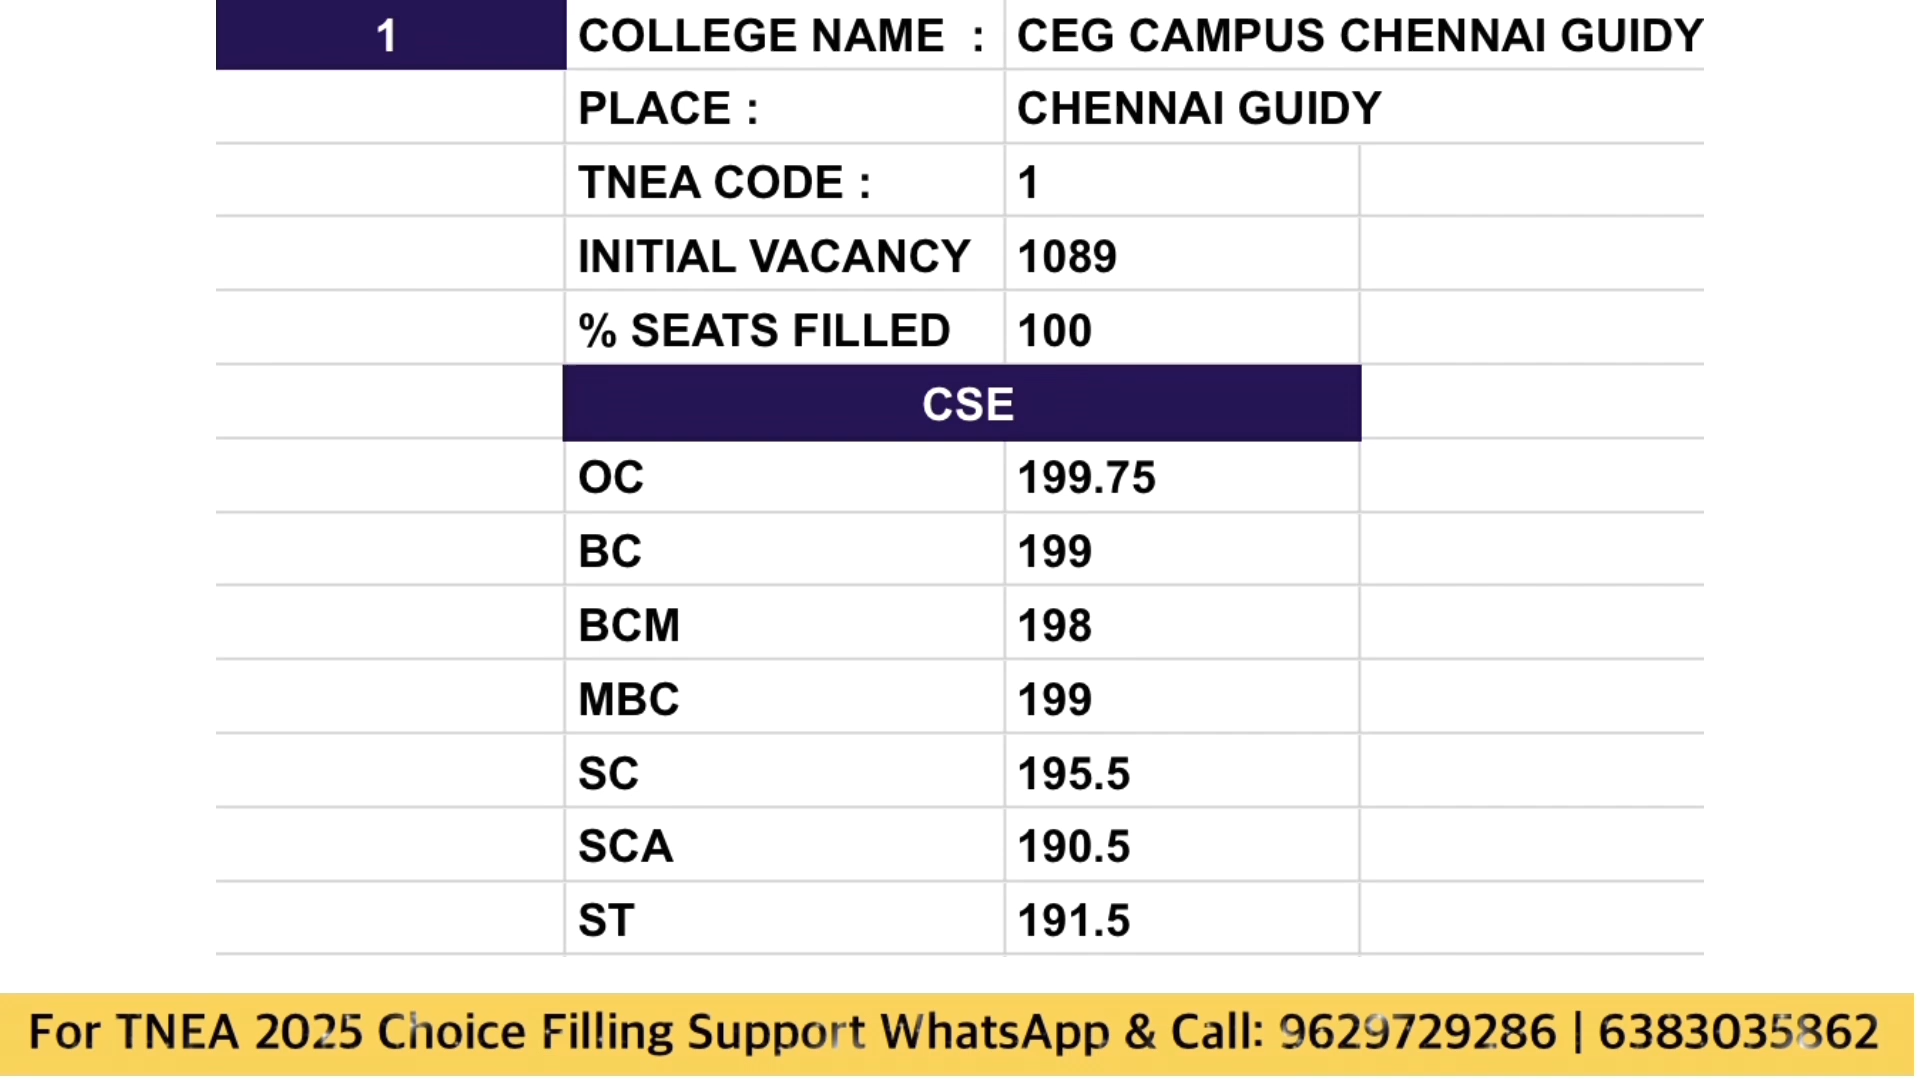 1 COLLEGE NAME : CEG CAMPUS CHENNAI GUIDY
PLACE : CHENNAI GUIDY
TNEA CODE : 1
INITIAL VACANCY 1089
% SEATS FILLED 100
CSE
OC 199.75
BC 199
BCM 198
MBC 199
SC 195.5
SCA 190.5
ST 191.5
For TNEA 2025 Choice Filling Support WhatsApp & Call: 9629729286 | 6383035862